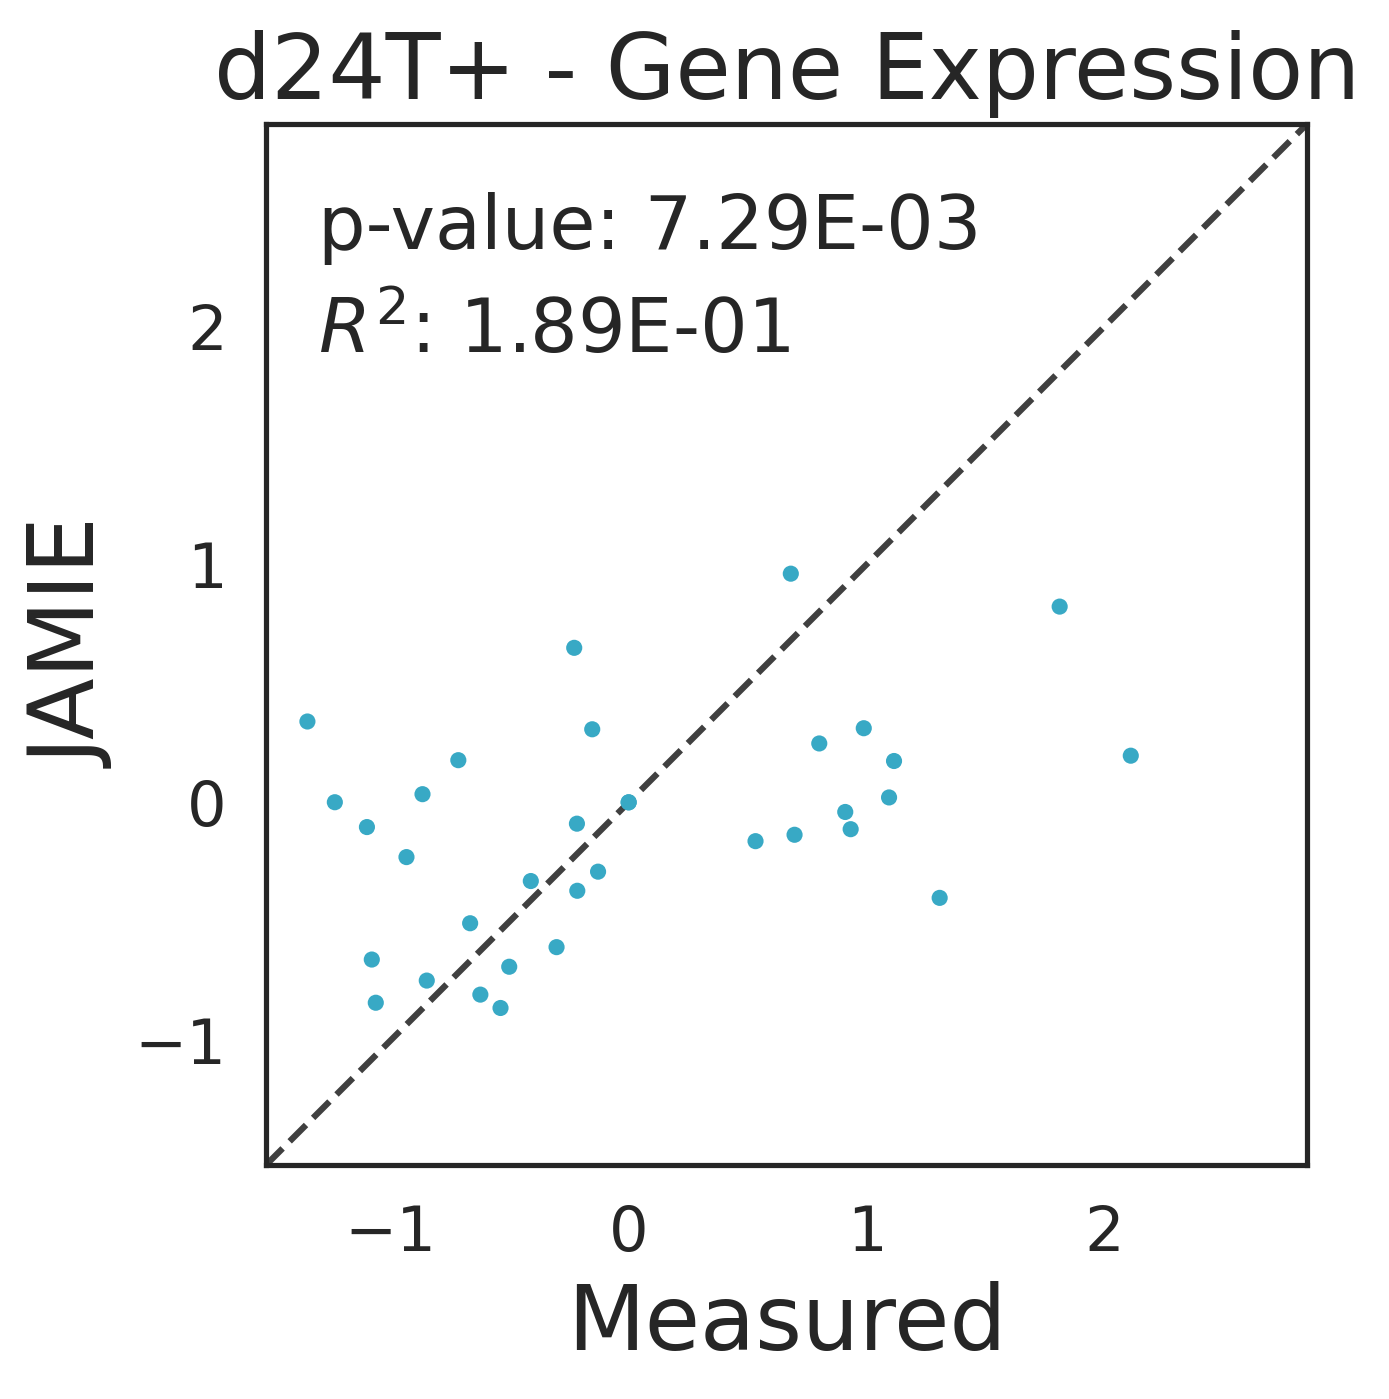 d24T+ - Gene Expression
p-value: 7.29E-03
R²: 1.89E-01
2
1
0
−1
JAMIE
−1 0 1 2
Measured